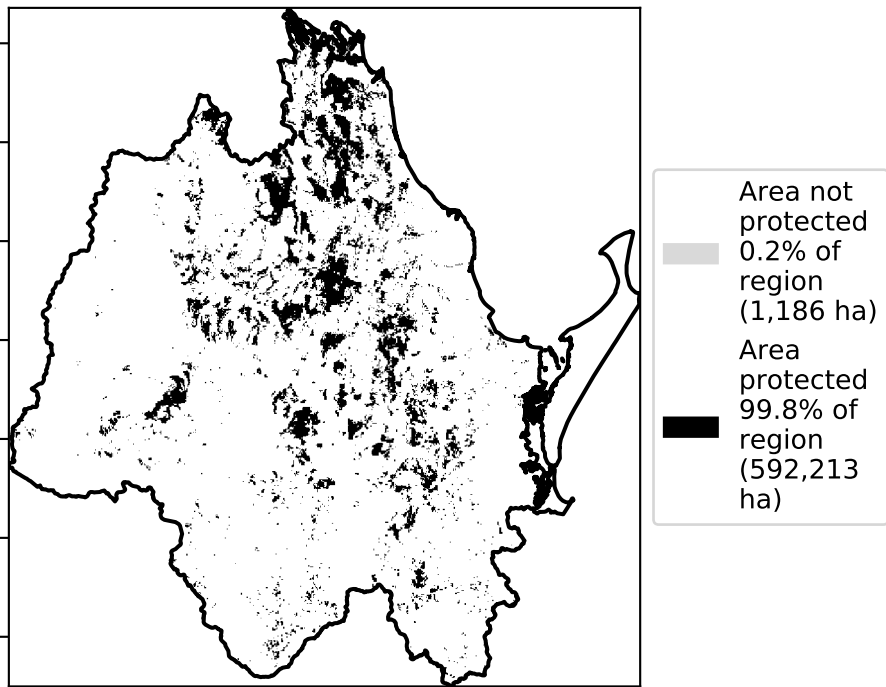 Area not
protected
0.2% of
region
(1,186 ha)
Area
protected
99.8% of
region
(592,213
ha)